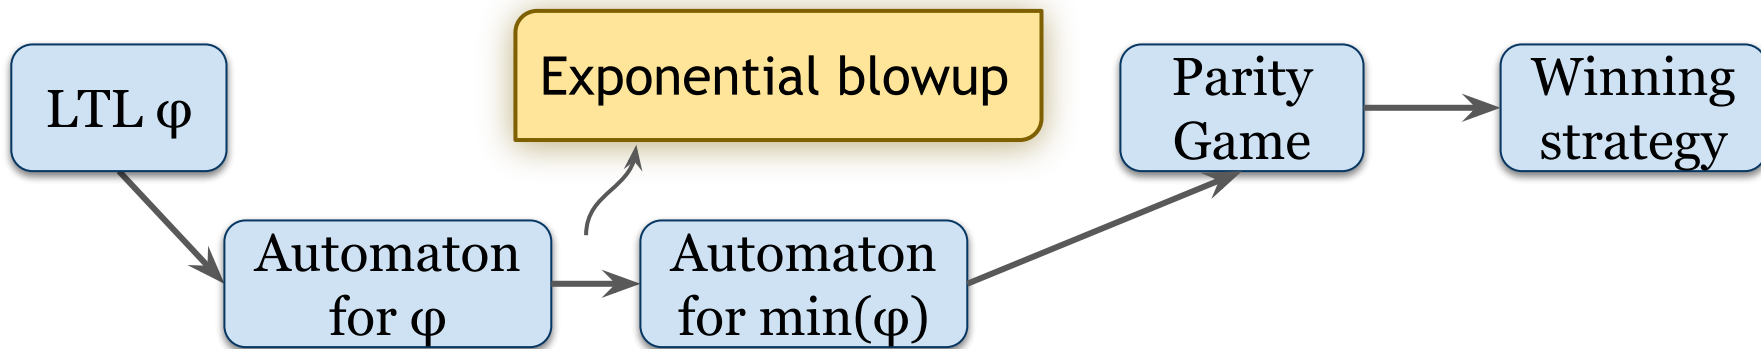 LTL φ
Exponential blowup
Automaton
for φ
Automaton
for min(φ)
Parity
Game
Winning
strategy